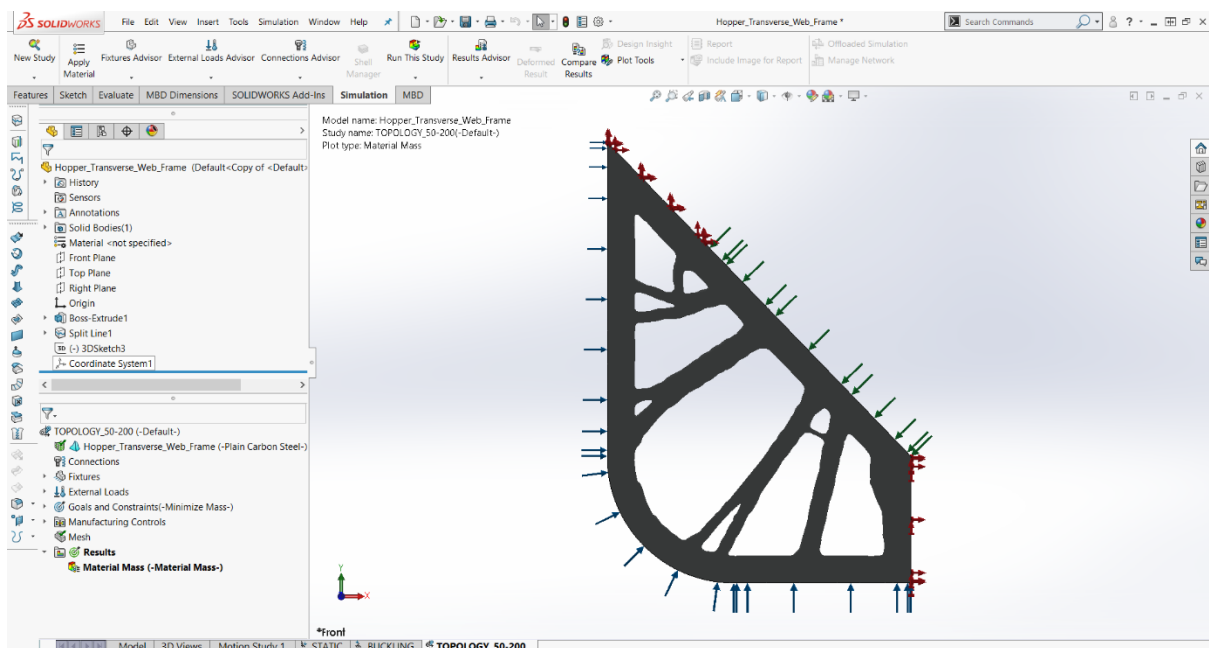 SOLIDWORKS File Edit View Insert Tools Simulation Window Help Hopper_Transverse_Web_Frame * Search Commands
New Study
Apply Material
Fixtures Advisor
External Loads Advisor
Connections Advisor
Shell Manager
Run This Study
Results Advisor
Deformed Result
Compare Results
Design Insight
Plot Tools
Report
Include Image for Report
Offloaded Simulation
Manage Network
Features Sketch Evaluate MBD Dimensions SOLIDWORKS Add-Ins Simulation MBD
Hopper_Transverse_Web_Frame (Default<Copy of <Default>
History
Sensors
Annotations
Solid Bodies(1)
Material <not specified>
Front Plane
Top Plane
Right Plane
Origin
Boss-Extrude1
Split Line1
3D (-) 3DSketch3
Coordinate System1
TOPOLOGY_50-200 (-Default-)
Hopper_Transverse_Web_Frame (-Plain Carbon Steel-)
Connections
Fixtures
External Loads
Goals and Constraints(-Minimize Mass-)
Manufacturing Controls
Mesh
Results
Material Mass (-Material Mass-)
Model name: Hopper_Transverse_Web_Frame
Study name: TOPOLOGY_50-200(-Default-)
Plot type: Material Mass
Y
X
*Front
Model 3D Views Motion Study 1 STATIC BUCKLING TOPOLOGY_50-200